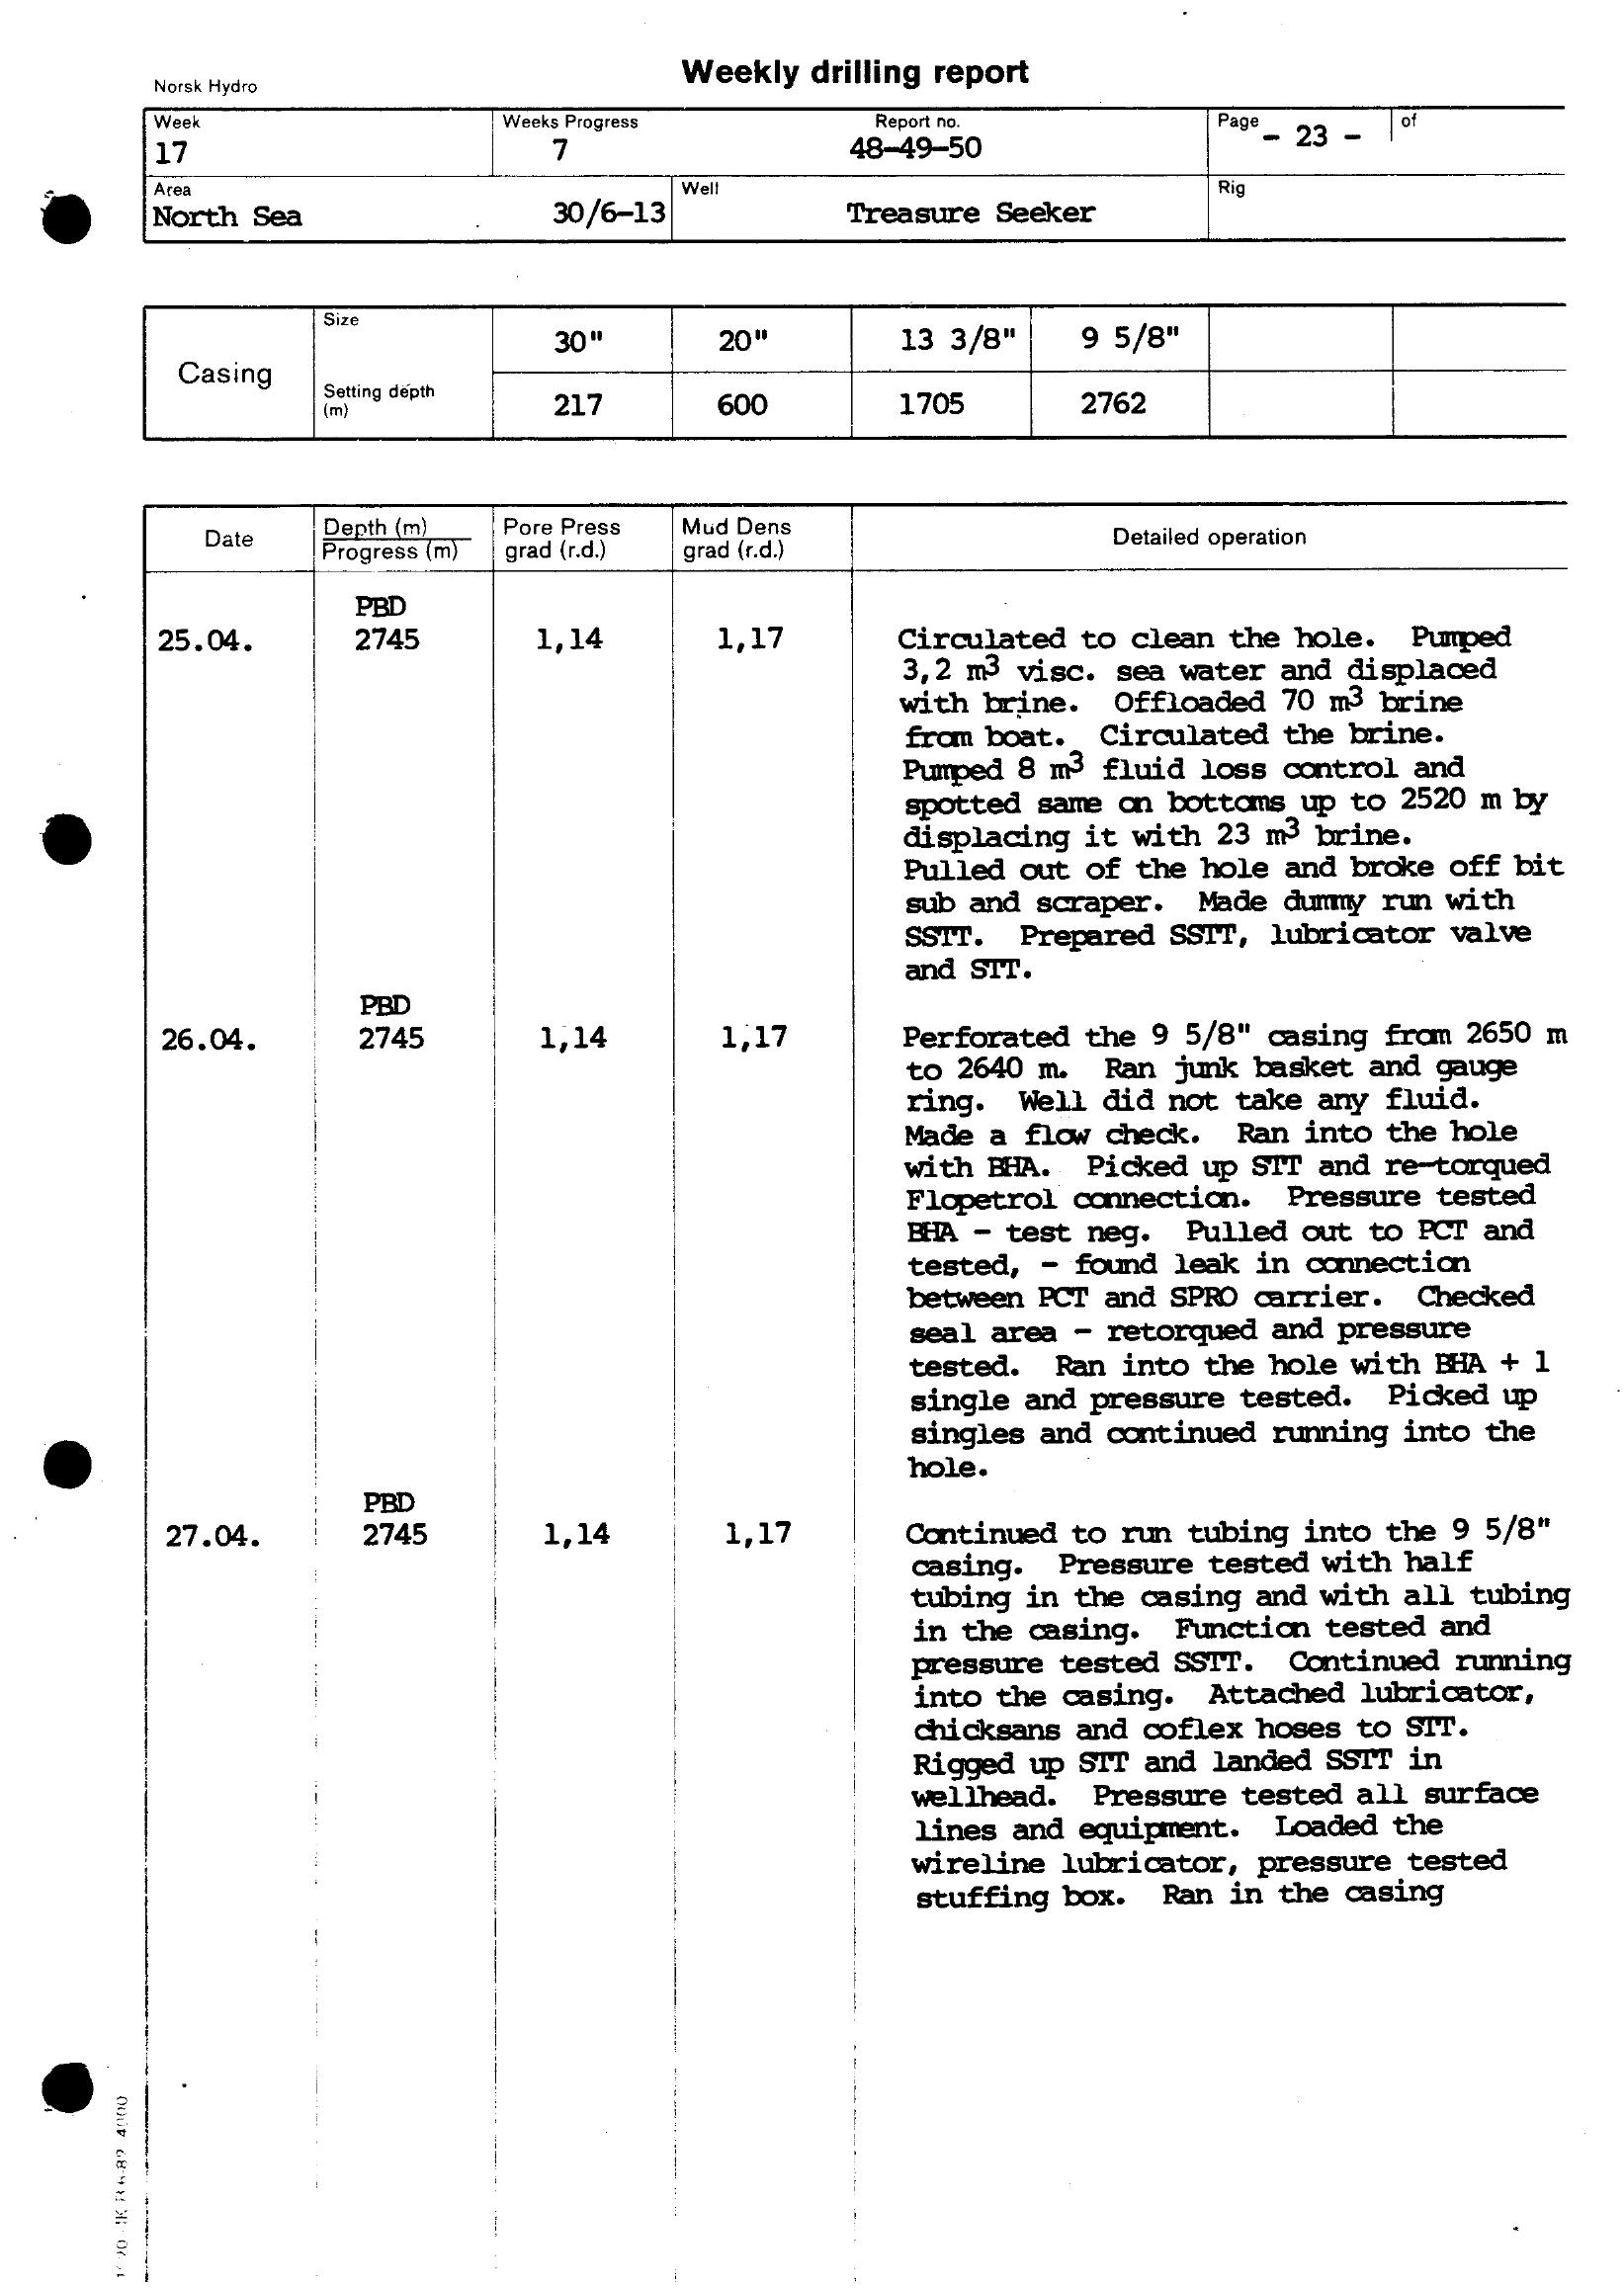 Weekly drilling report
Norsk Hydro
Week Weeks Progress Report no. Page of
17 7 48-49-50 - 23 -
Area Well Rig
North Sea 30/6-13 Treasure Seeker
Casing
Size 30" 20" 13 3/8" 9 5/8"
Setting depth
(m) 217 600 1705 2762
Date Depth (m) Pore Press Mud Dens Detailed operation
Progress (m) grad (r.d.) grad (r.d.)
PBD
25.04. 2745 1,14 1,17 Circulated to clean the hole. Pumped
3,2 m3 visc. sea water and displaced
with brine. Offloaded 70 m3 brine
from boat. Circulated the brine.
Pumped 8 m3 fluid loss control and
spotted same on bottoms up to 2520 m by
displacing it with 23 m3 brine.
Pulled out of the hole and broke off bit
sub and scraper. Made dummy run with
SSTT. Prepared SSTT, lubricator valve
and STT.
PBD
26.04. 2745 1,14 1,17 Perforated the 9 5/8" casing from 2650 m
to 2640 m. Ran junk basket and gauge
ring. Well did not take any fluid.
Made a flow check. Ran into the hole
with BHA. Picked up STT and re-torqued
Flopetrol connection. Pressure tested
BHA - test neg. Pulled out to PCT and
tested, - found leak in connection
between PCT and SPRO carrier. Checked
seal area - retorqued and pressure
tested. Ran into the hole with BHA + 1
single and pressure tested. Picked up
singles and continued running into the
hole.
PBD
27.04. 2745 1,14 1,17 Continued to run tubing into the 9 5/8"
casing. Pressure tested with half
tubing in the casing and with all tubing
in the casing. Function tested and
pressure tested SSTT. Continued running
into the casing. Attached lubricator,
chicksans and coflex hoses to STT.
Rigged up STT and landed SSTT in
wellhead. Pressure tested all surface
lines and equipment. Loaded the
wireline lubricator, pressure tested
stuffing box. Ran in the casing